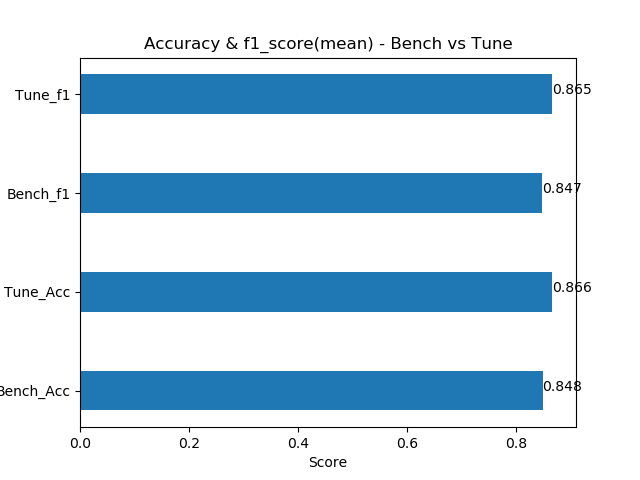 Accuracy & f1_score(mean) - Bench vs Tune
Tune_f1
0.865
Bench_f1
0.847
Tune_Acc
0.866
Bench_Acc
0.848
0.0 0.2 0.4 0.6 0.8
Score